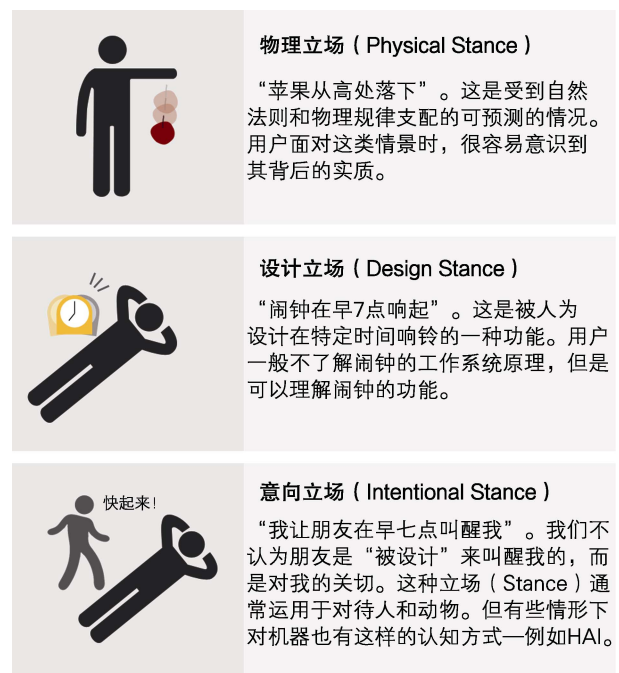 物理立场（Physical Stance）
“苹果从高处落下”。这是受到自然
法则和物理规律支配的可预测的情况。
用户面对这类情景时，很容易意识到
其背后的实质。
设计立场（Design Stance）
“闹钟在早7点响起”。这是被人为
设计在特定时间响铃的一种功能。用户
一般不了解闹钟的工作系统原理，但是
可以理解闹钟的功能。
快起来！
意向立场（Intentional Stance）
“我让朋友在早七点叫醒我”。我们不
认为朋友是“被设计”来叫醒我的，而
是对我的关切。这种立场（Stance）通
常运用于对待人和动物。但有些情形下
对机器也有这样的认知方式—例如HAI。